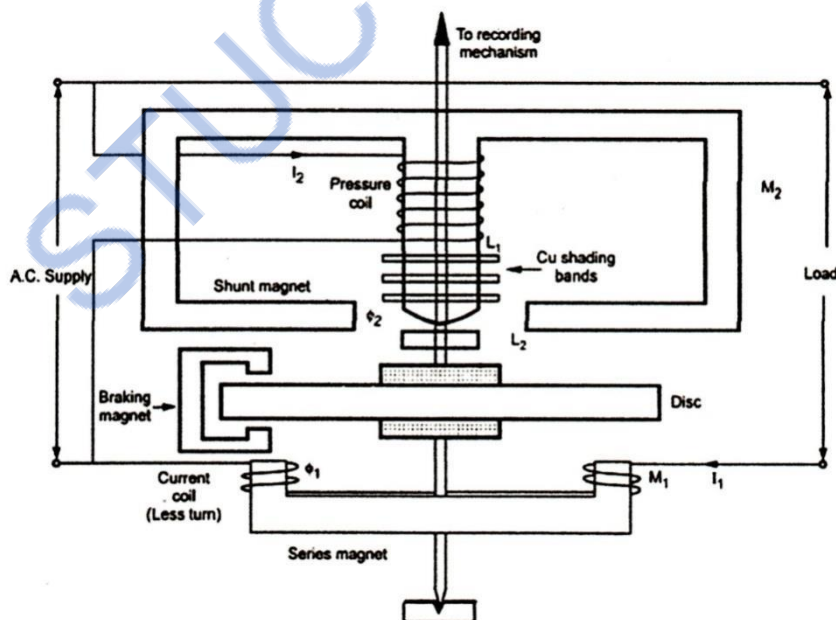 STUC
To recording
mechanism
I₂
Pressure
coil
M₂
L₁
Cu shading
bands
A.C. Supply
Load
Shunt magnet
ϕ₂
L₂
Braking
magnet
Disc
Current
coil
(Less turn)
ϕ₁
M₁
I₁
Series magnet